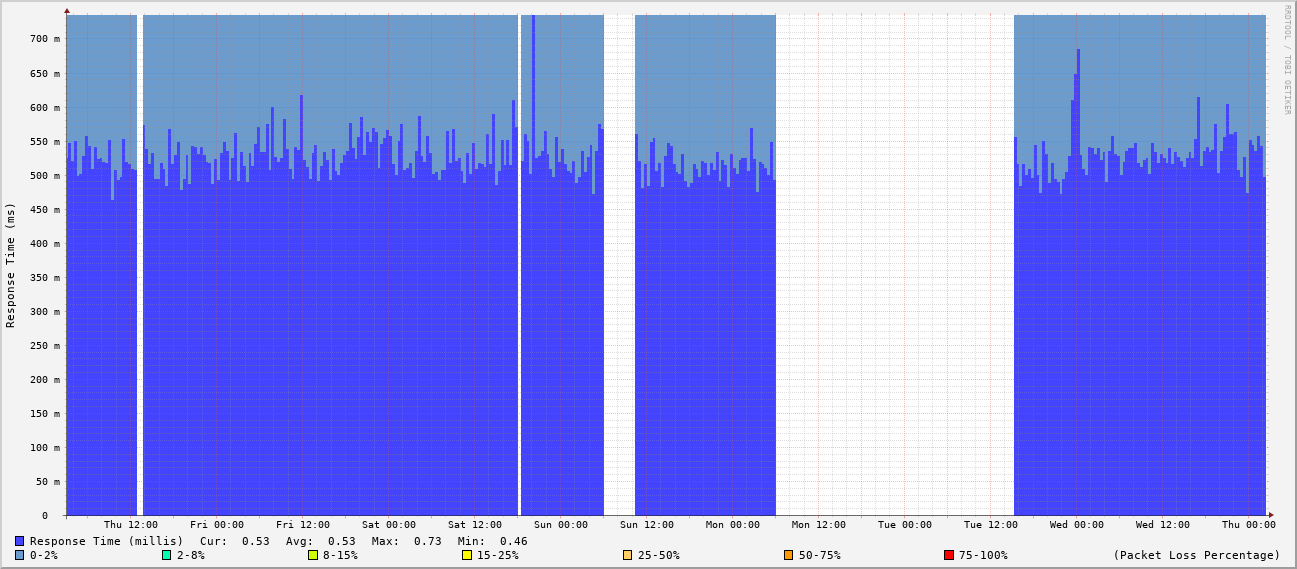 RRDTOOL / TOBI OETIKER
Response Time (ms)
700 m
650 m
600 m
550 m
500 m
450 m
400 m
350 m
300 m
250 m
200 m
150 m
100 m
50 m
0
Thu 12:00 Fri 00:00 Fri 12:00 Sat 00:00 Sat 12:00 Sun 00:00 Sun 12:00 Mon 00:00 Mon 12:00 Tue 00:00 Tue 12:00 Wed 00:00 Wed 12:00 Thu 00:00
Response Time (millis) Cur: 0.53 Avg: 0.53 Max: 0.73 Min: 0.46
0-2% 2-8% 8-15% 15-25% 25-50% 50-75% 75-100% (Packet Loss Percentage)